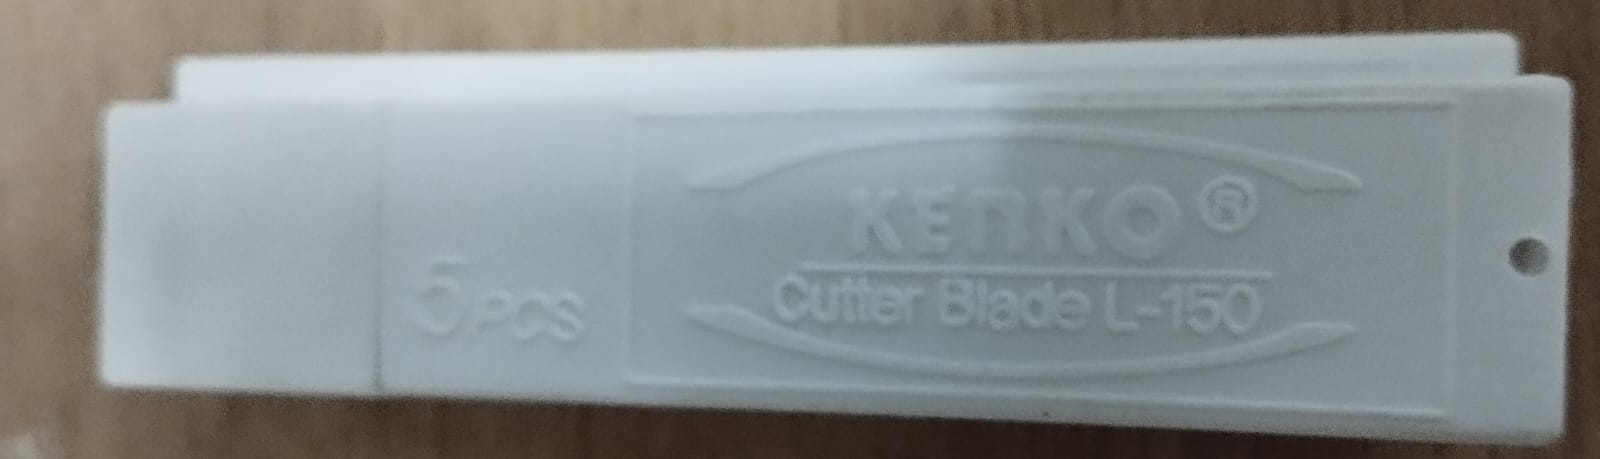 KENKO®
Cutter Blade L-150
5PCS